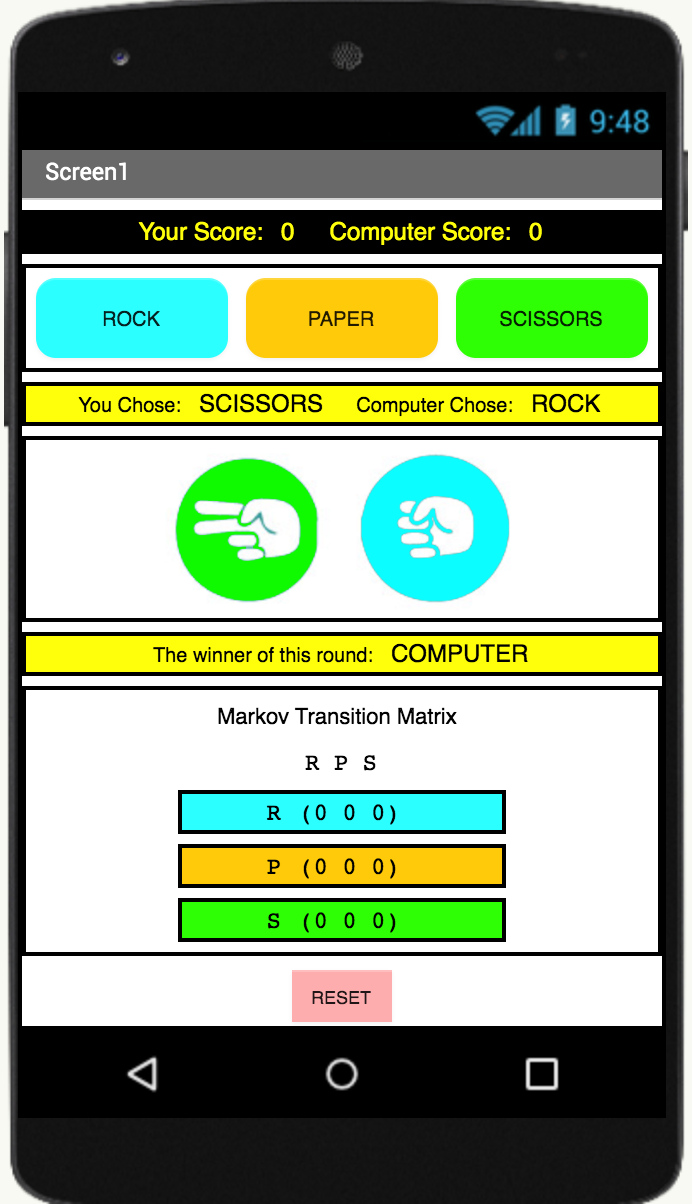 9:48
Screen1
Your Score: 0 Computer Score: 0
ROCK PAPER SCISSORS
You Chose: SCISSORS Computer Chose: ROCK
The winner of this round: COMPUTER
Markov Transition Matrix
R P S
R (0 0 0)
P (0 0 0)
S (0 0 0)
RESET